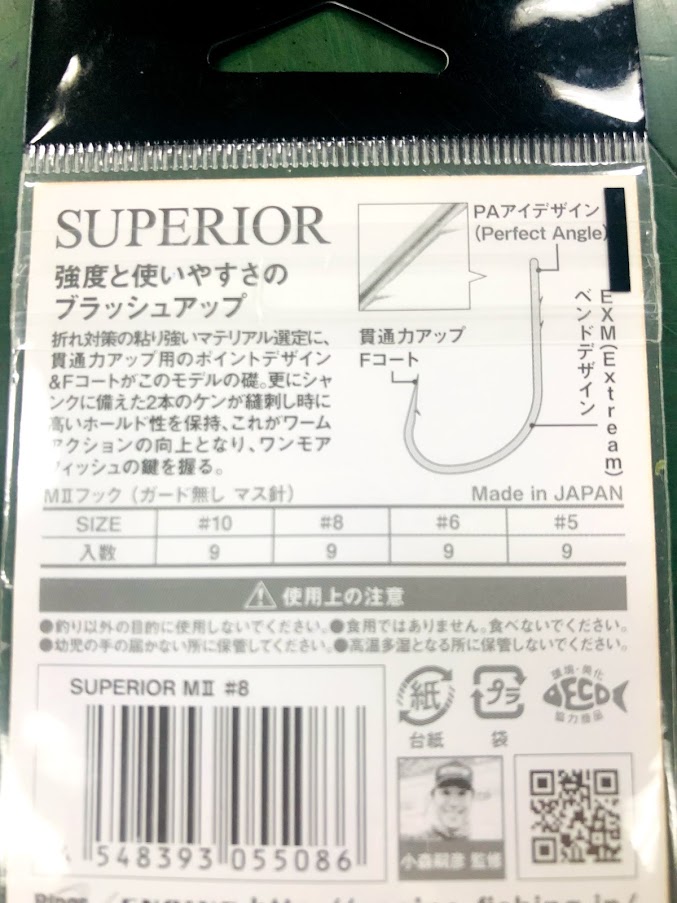 SUPERIOR
強度と使いやすさの
ブラッシュアップ
折れ対策の粘り強いマテリアル選定に、
貫通力アップ用のポイントデザイン
&Fコートがこのモデルの礎。更にシャ
ンクに備えた2本のケンが縫刺し時に
高いホールド性を保持、これがワーム
アクションの向上となり、ワンモア
フィッシュの鍵を握る。
PAアイデザイン
(Perfect Angle)
EXM(Extream)
ベンドデザイン
貫通力アップ
Fコート
MⅡフック(ガード無し マス針)
Made in JAPAN
SIZE #10 #8 #6 #5
入数 9 9 9 9
使用上の注意
●釣り以外の目的に使用しないでください。●食用ではありません。食べないでください。
●幼児の手の届かない所に保管してください。●高温多湿となる所に保管しないでください。
SUPERIOR MⅡ #8
548393 055086
紙
台紙
プラ
袋
環境・美化
ECO
協力商品
小森嗣彦 監修